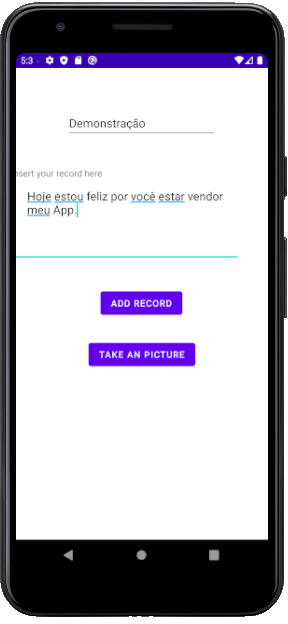 5:3
Demonstração
nsert your record here
Hoje estou feliz por você estar vendor
meu App.
ADD RECORD
TAKE AN PICTURE